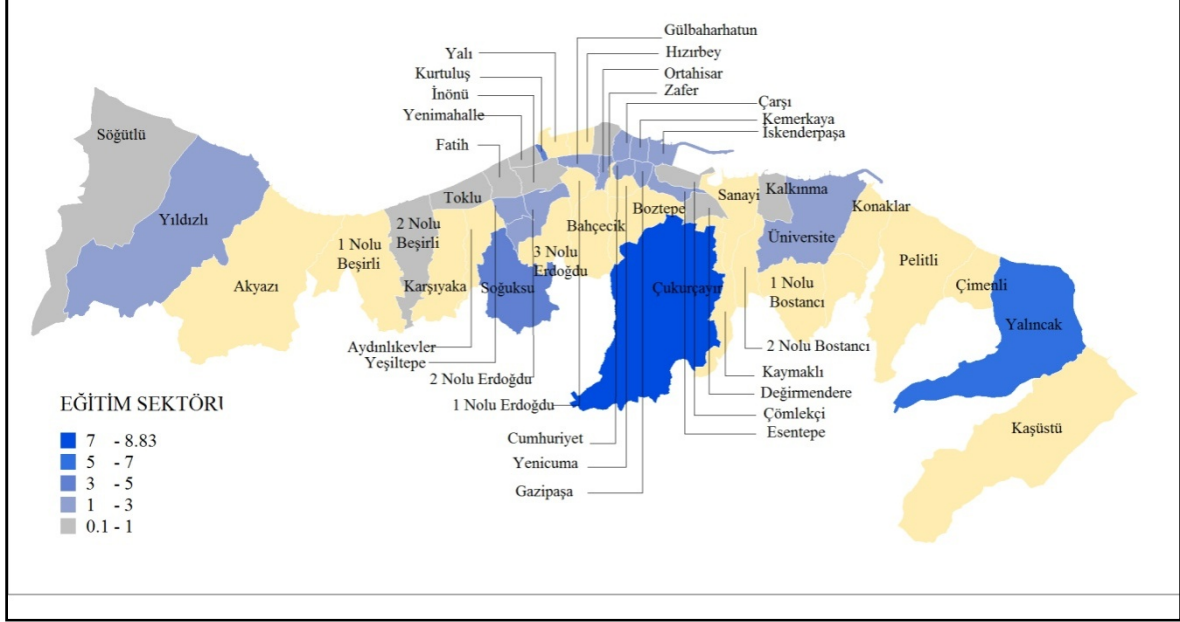 Gülbaharhatun
Yalı
Hızırbey
Kurtuluş
Ortahisar
İnönü
Zafer
Yenimahalle
Çarşı
Kemerkaya
İskenderpaşa
Fatih
Söğütlü
Yıldızlı
Toklu
2 Nolu
Beşirli
1 Nolu
Beşirli
Akyazı
Karşıyaka
Soğuksu
3 Nolu
Erdoğdu
Bahçecik
Boztepe
Çukurçayır
Sanayi
Kalkınma
Üniversite
Konaklar
1 Nolu
Bostancı
Pelitli
Çimenli
Yalıncak
Kaşüstü
Aydınlıkevler
Yeşiltepe
2 Nolu Erdoğdu
1 Nolu Erdoğdu
Cumhuriyet
Yenicuma
Gazipaşa
2 Nolu Bostancı
Kaymaklı
Değirmendere
Çömlekçi
Esentepe
EĞİTİM SEKTÖRU
7 - 8.83
5 - 7
3 - 5
1 - 3
0.1 - 1